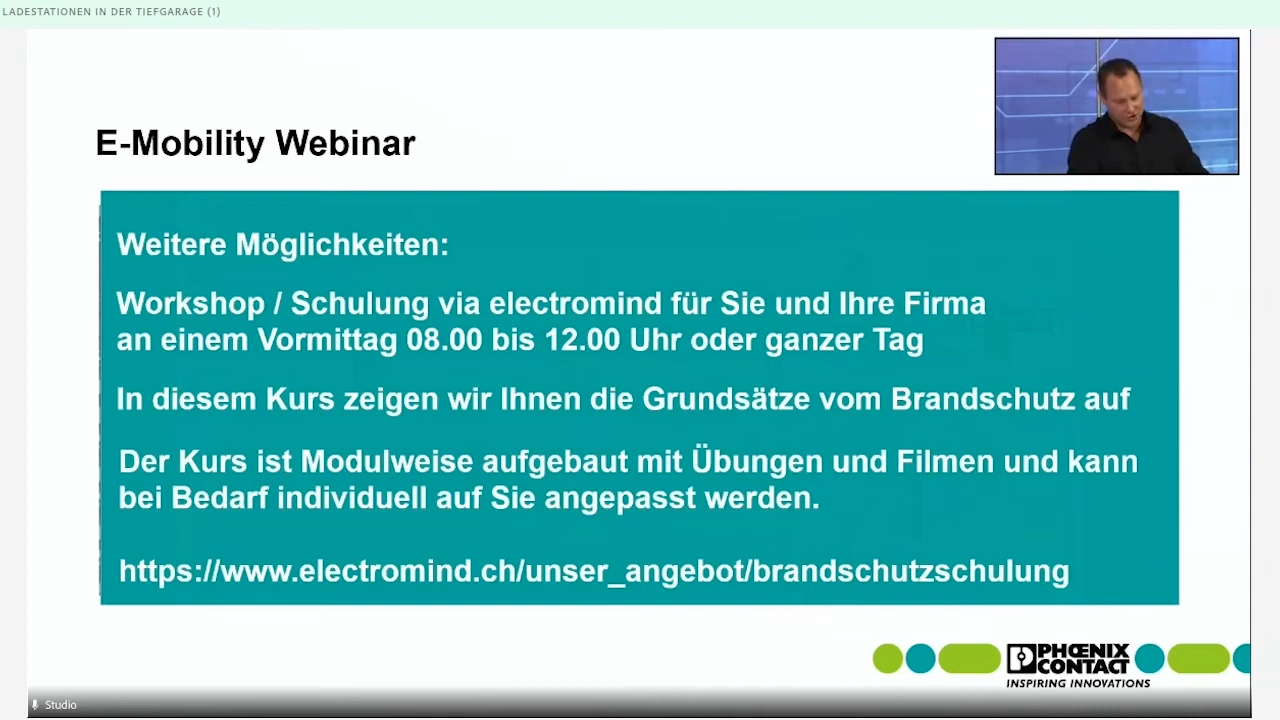 LADESTATIONEN IN DER TIEFGARAGE (1)
E-Mobility Webinar
Weitere Möglichkeiten:
Workshop / Schulung via electromind für Sie und Ihre Firma
an einem Vormittag 08.00 bis 12.00 Uhr oder ganzer Tag
In diesem Kurs zeigen wir Ihnen die Grundsätze vom Brandschutz auf
Der Kurs ist Modulweise aufgebaut mit Übungen und Filmen und kann
bei Bedarf individuell auf Sie angepasst werden.
https://www.electromind.ch/unser_angebot/brandschutzschulung
PHŒNIX
CONTACT
INSPIRING INNOVATIONS
Studio